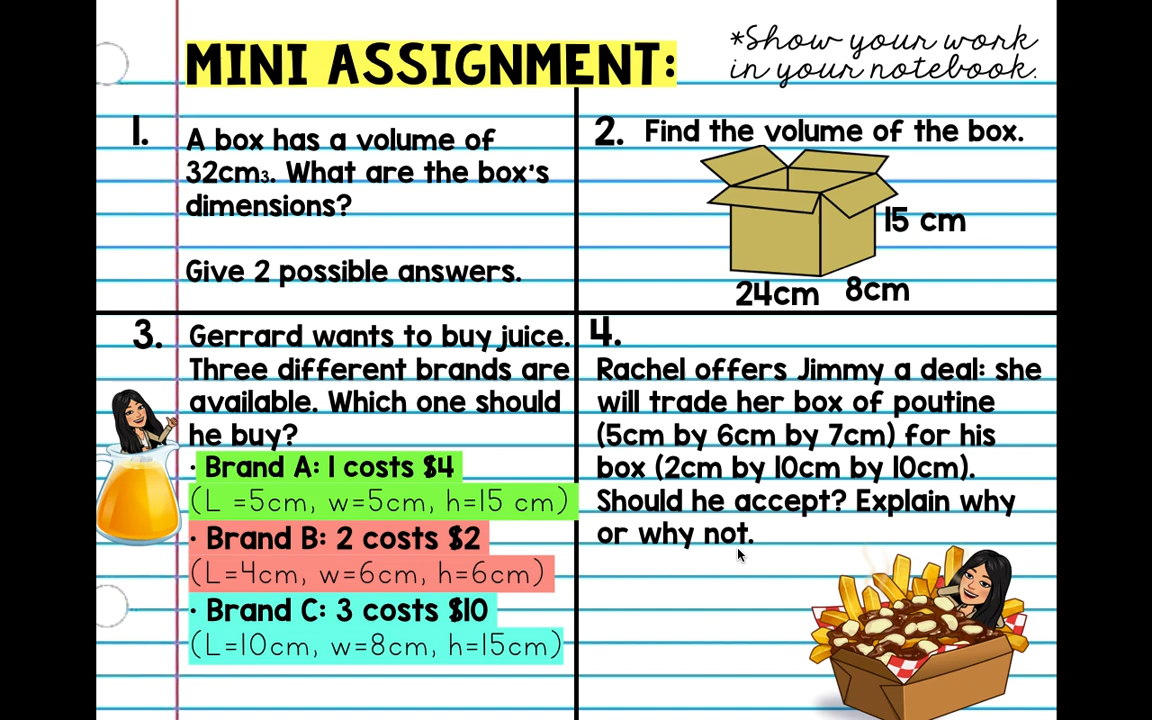 MINI ASSIGNMENT:
*Show your work
in your notebook.
1.
A box has a volume of
32cm₃. What are the box's
dimensions?
Give 2 possible answers.
2. Find the volume of the box.
15 cm
24cm 8cm
3. Gerrard wants to buy juice.
Three different brands are
available. Which one should
he buy?
· Brand A: 1 costs $4
(L =5cm, w=5cm, h=15 cm)
· Brand B: 2 costs $2
(L=4cm, w=6cm, h=6cm)
· Brand C: 3 costs $10
(L=10cm, w=8cm, h=15cm)
4.
Rachel offers Jimmy a deal: she
will trade her box of poutine
(5cm by 6cm by 7cm) for his
box (2cm by 10cm by 10cm).
Should he accept? Explain why
or why not.